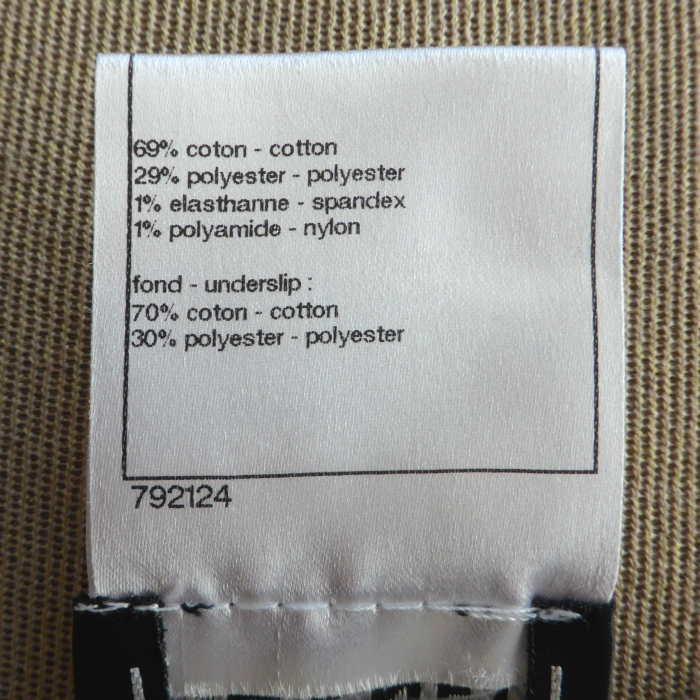 69% coton - cotton
29% polyester - polyester
1% elasthanne - spandex
1% polyamide - nylon
fond - underslip :
70% coton - cotton
30% polyester - polyester
792124